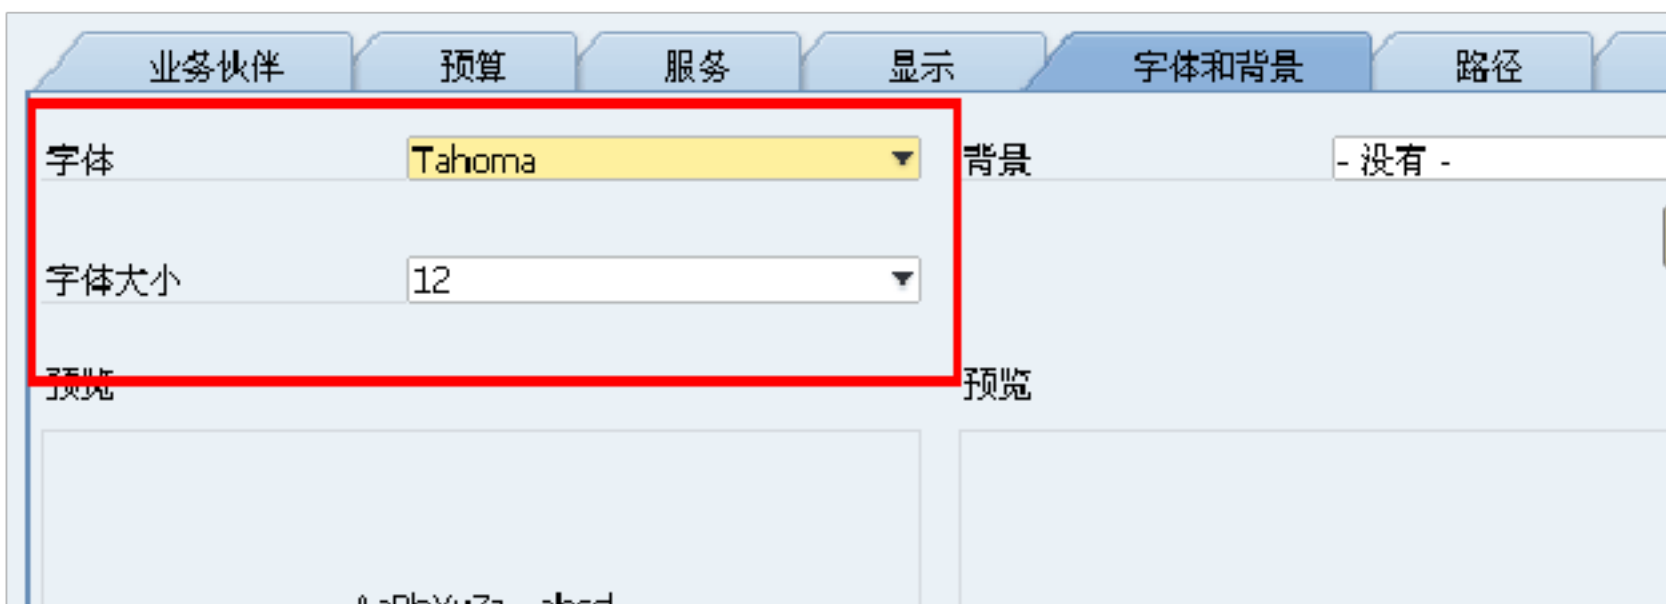 业务伙伴 预算 服务 显示 字体和背景 路径
字体 Tahoma 背景 - 没有 -
字体大小 12
预览 预览